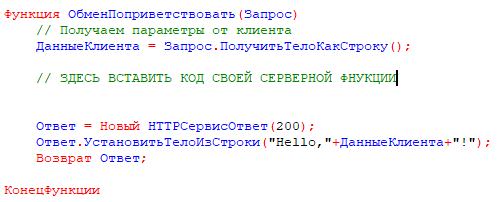 Функция ОбменПоприветствовать(Запрос)
// Получаем параметры от клиента
ДанныеКлиента = Запрос.ПолучитьТелоКакСтроку();
// ЗДЕСЬ ВСТАВИТЬ КОД СВОЕЙ СЕРВЕРНОЙ ФНУКЦИИ
Ответ = Новый HTTPСервисОтвет(200);
Ответ.УстановитьТелоИзСтроки("Hello,"+ДанныеКлиента+"!");
Возврат Ответ;
КонецФункции